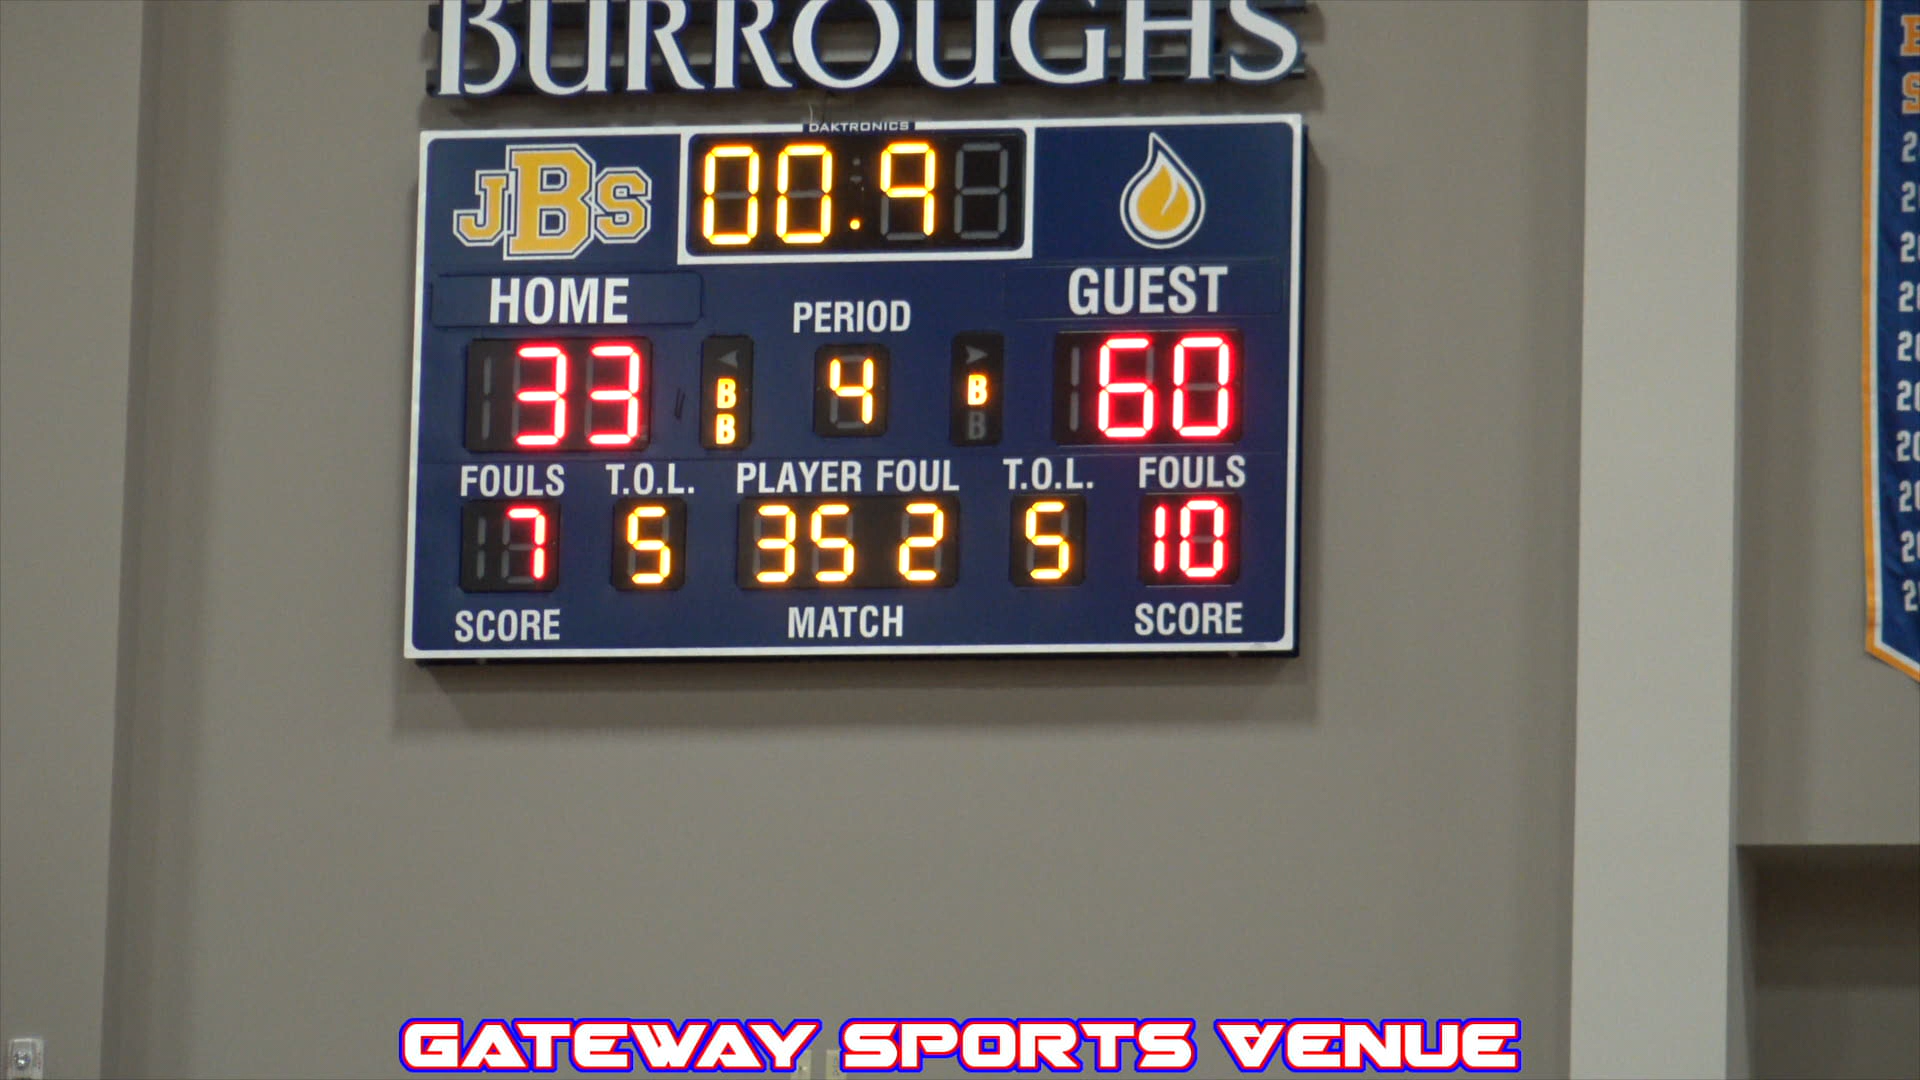 BURROUGHS
DAKTRONICS
JBS 00.9
HOME PERIOD GUEST
33 B B 4 B B 60
FOULS T.O.L. PLAYER FOUL T.O.L. FOULS
7 5 35 2 5 10
SCORE MATCH SCORE
GATEWAY SPORTS VENUE